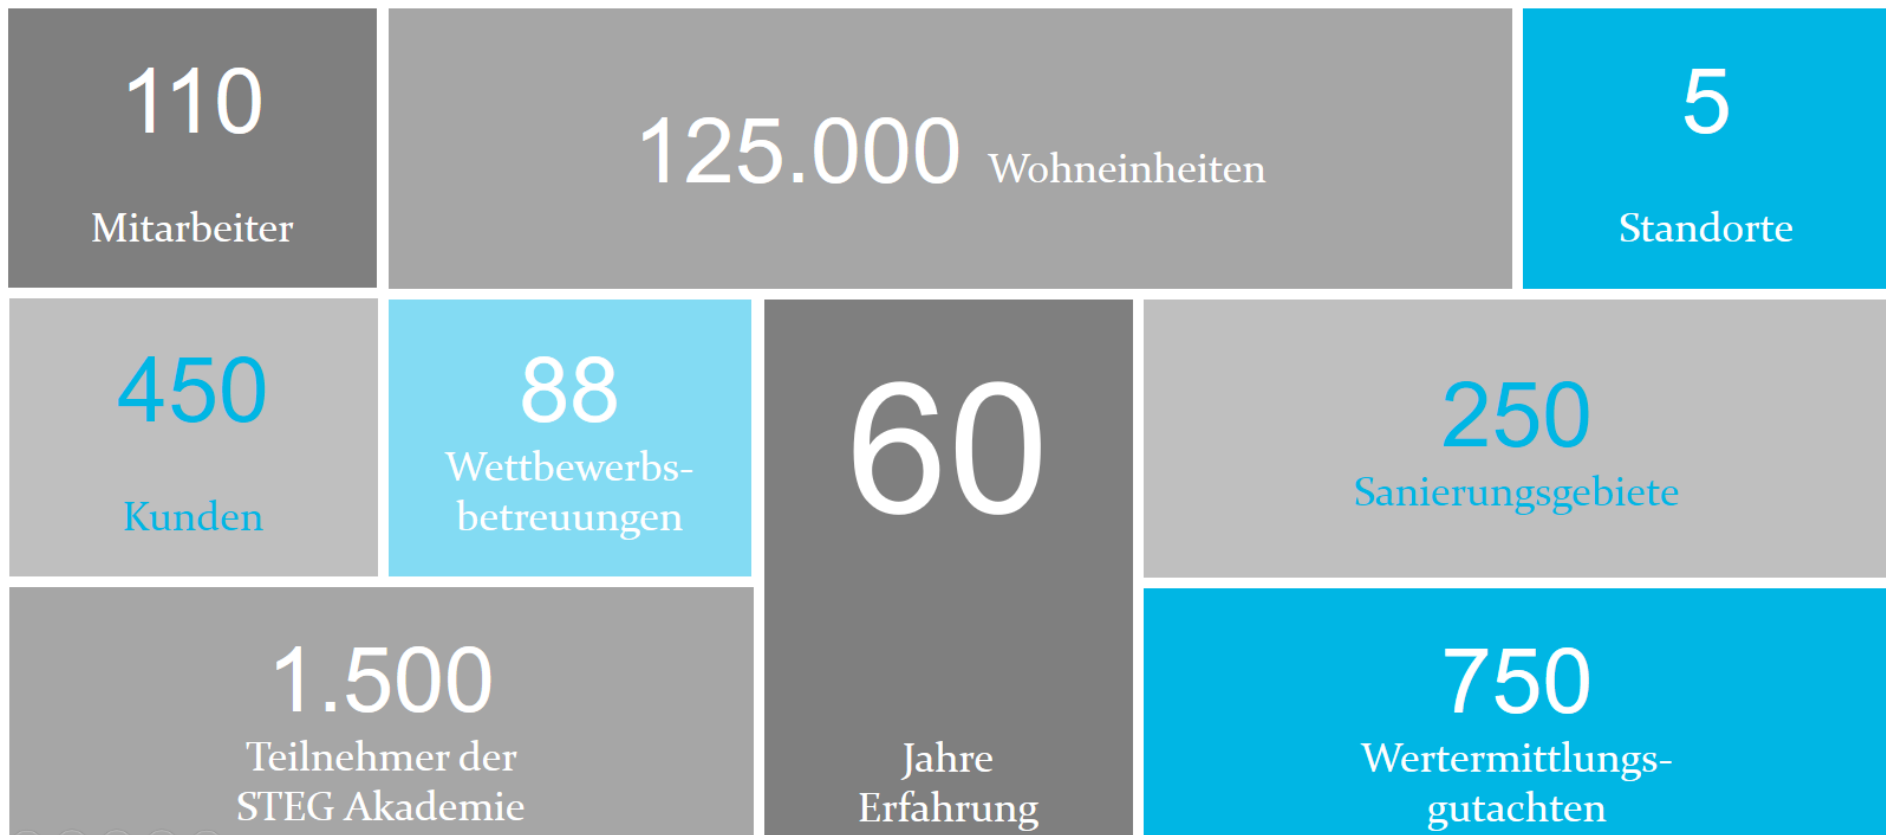 110
Mitarbeiter
125.000 Wohneinheiten
5
Standorte
450
Kunden
88
Wettbewerbs-
betreuungen
60
Jahre
Erfahrung
250
Sanierungsgebiete
1.500
Teilnehmer der
STEG Akademie
750
Wertermittlungs-
gutachten